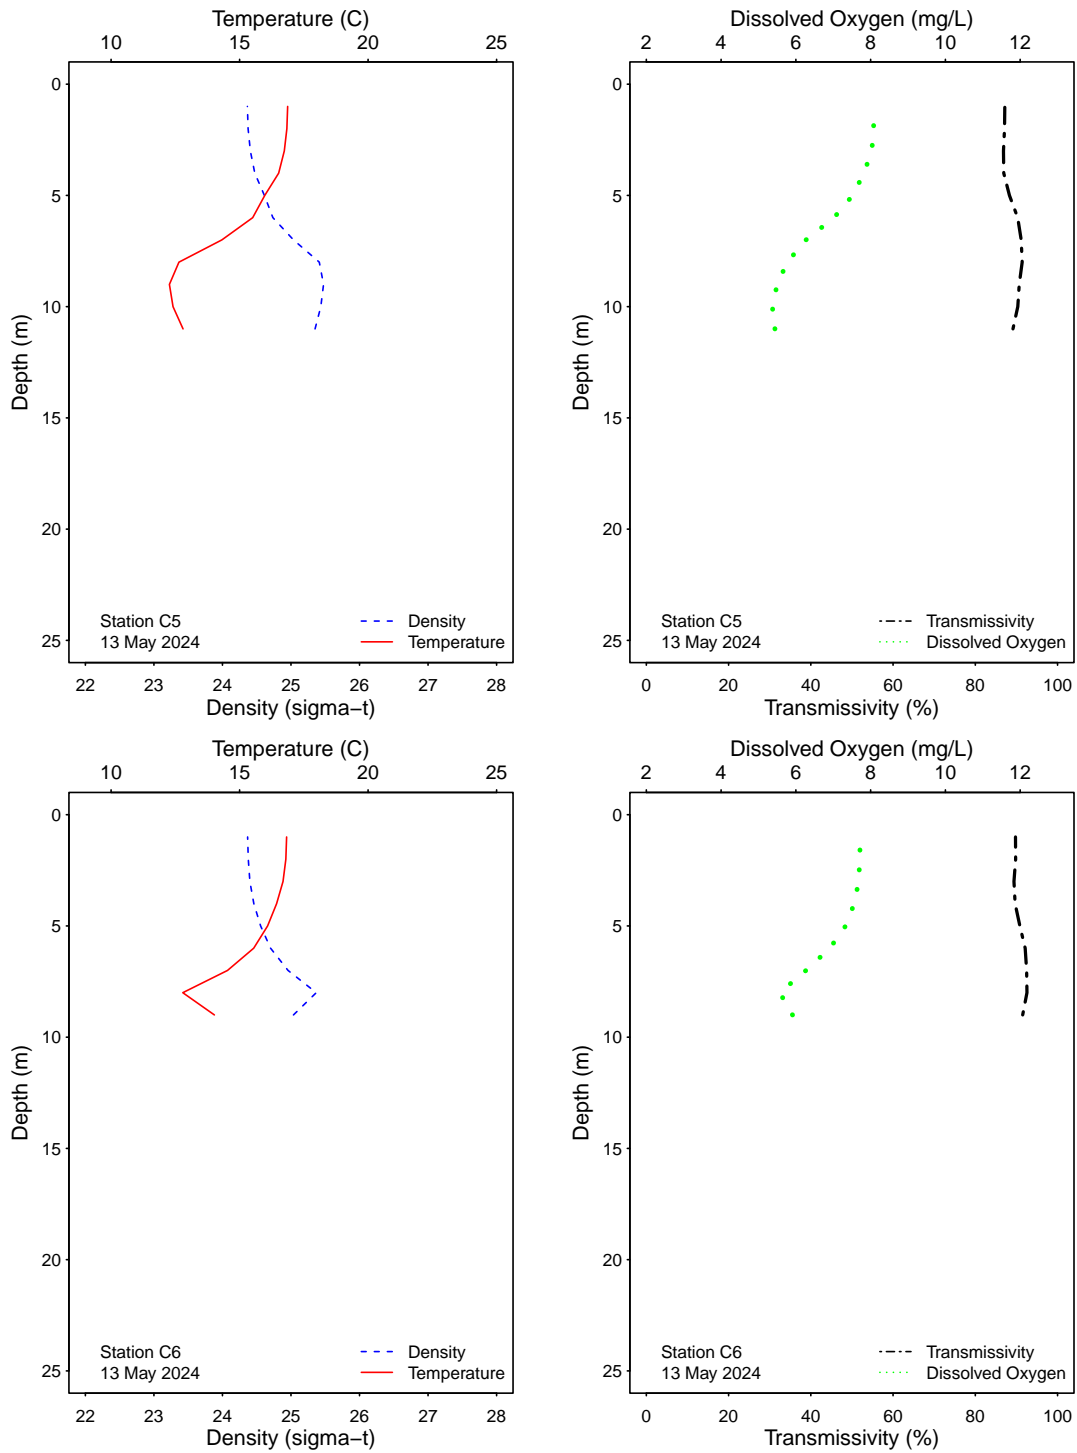 Temperature (C)
10 15 20 25
0
5
10
15
20
25
Depth (m)
Station C5
13 May 2024
Density
Temperature
22 23 24 25 26 27 28
Density (sigma−t)
Dissolved Oxygen (mg/L)
2 4 6 8 10 12
0
5
10
15
20
25
Depth (m)
Station C5
13 May 2024
Transmissivity
Dissolved Oxygen
0 20 40 60 80 100
Transmissivity (%)
Temperature (C)
10 15 20 25
0
5
10
15
20
25
Depth (m)
Station C6
13 May 2024
Density
Temperature
22 23 24 25 26 27 28
Density (sigma−t)
Dissolved Oxygen (mg/L)
2 4 6 8 10 12
0
5
10
15
20
25
Depth (m)
Station C6
13 May 2024
Transmissivity
Dissolved Oxygen
0 20 40 60 80 100
Transmissivity (%)